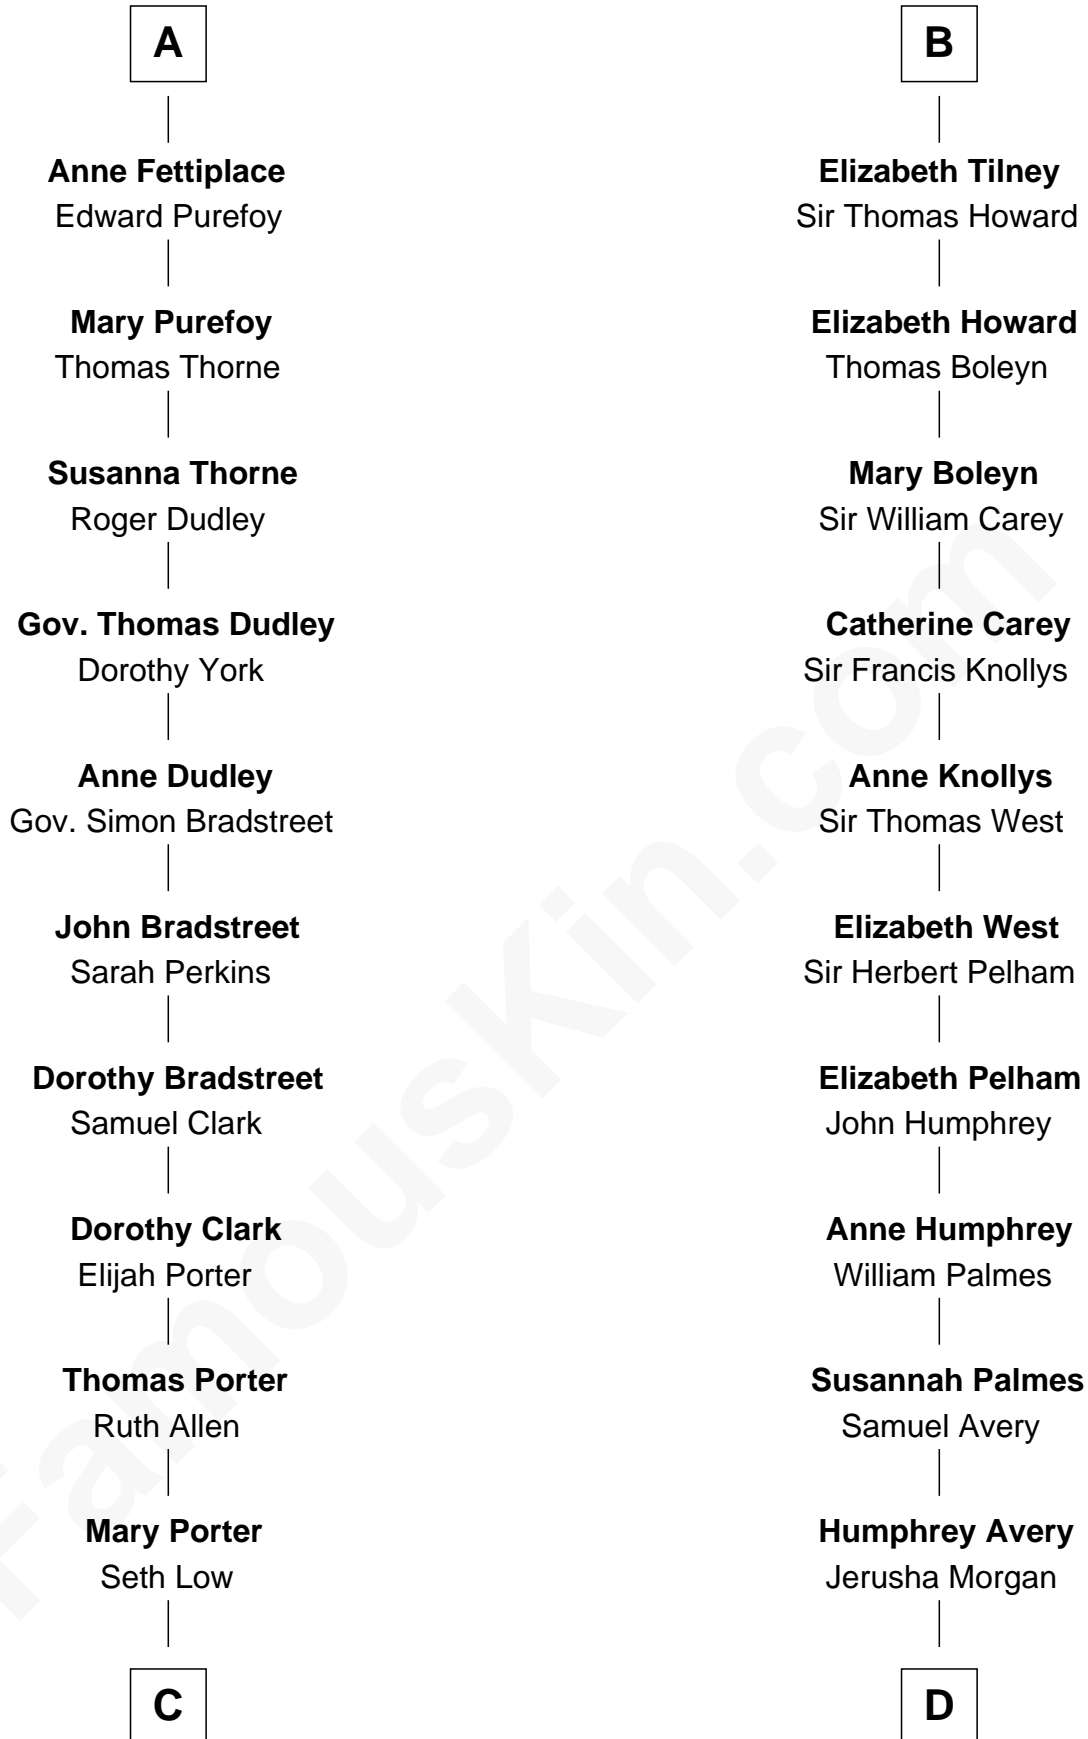 A
Anne Fettiplace
Edward Purefoy
Mary Purefoy
Thomas Thorne
Susanna Thorne
Roger Dudley
Gov. Thomas Dudley
Dorothy York
Anne Dudley
Gov. Simon Bradstreet
John Bradstreet
Sarah Perkins
Dorothy Bradstreet
Samuel Clark
Dorothy Clark
Elijah Porter
Thomas Porter
Ruth Allen
Mary Porter
Seth Low
C
B
Elizabeth Tilney
Sir Thomas Howard
Elizabeth Howard
Thomas Boleyn
Mary Boleyn
Sir William Carey
Catherine Carey
Sir Francis Knollys
Anne Knollys
Sir Thomas West
Elizabeth West
Sir Herbert Pelham
Elizabeth Pelham
John Humphrey
Anne Humphrey
William Palmes
Susannah Palmes
Samuel Avery
Humphrey Avery
Jerusha Morgan
D
FamousKin.com